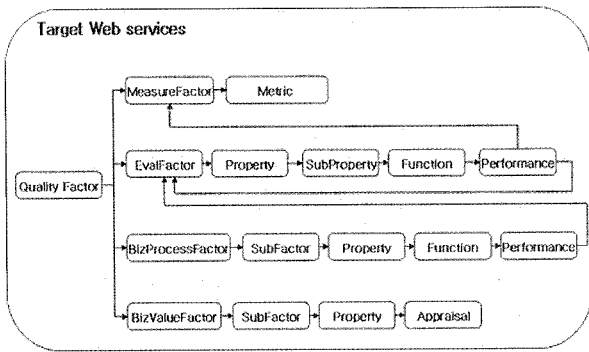 Target Web services
MeasureFactor Metric
EvalFactor Property SubProperty Function Performance
Quality Factor
BizProcessFactor SubFactor Property Function Performance
BizValueFactor SubFactor Property Appraisal